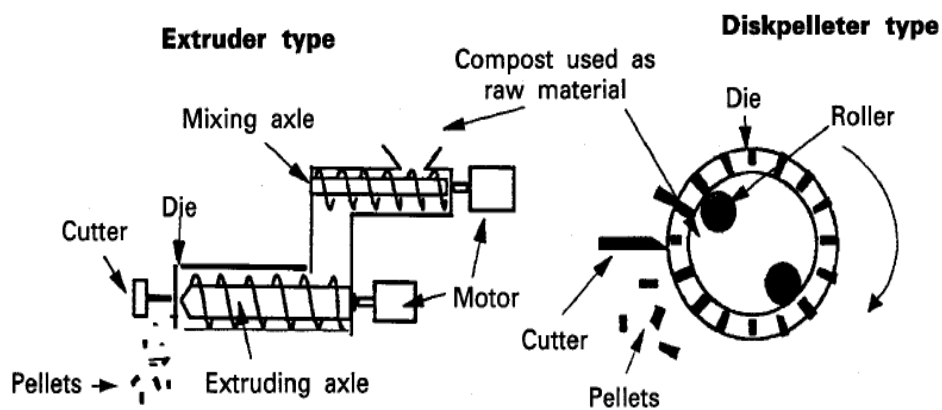 Extruder type
Diskpelleter type
Compost used as
raw material
Mixing axle
Die
Roller
Die
Cutter
Motor
Cutter
Pellets
Extruding axle
Pellets